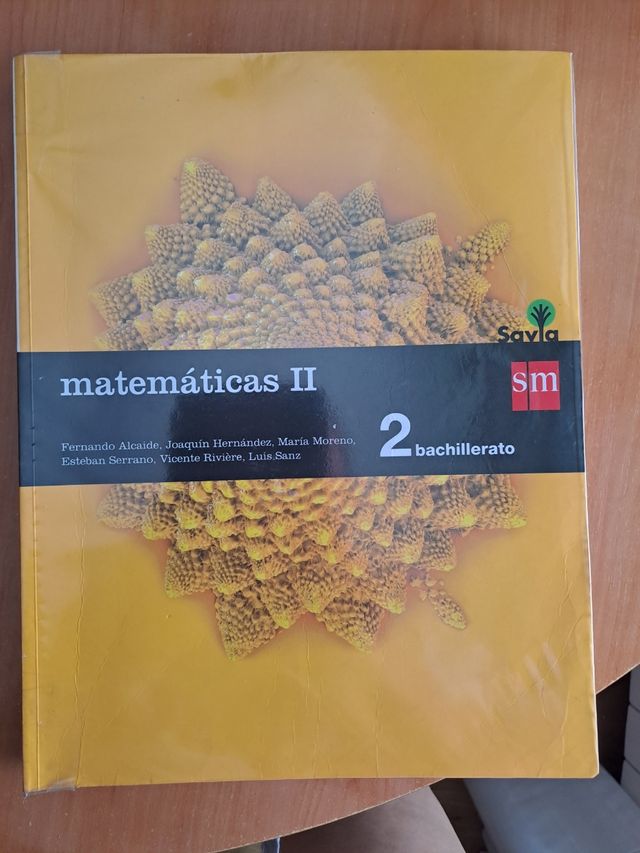 Savia
matemáticas II
sm
Fernando Alcaide, Joaquín Hernández, María Moreno,
Esteban Serrano, Vicente Rivière, Luis Sanz
2 bachillerato